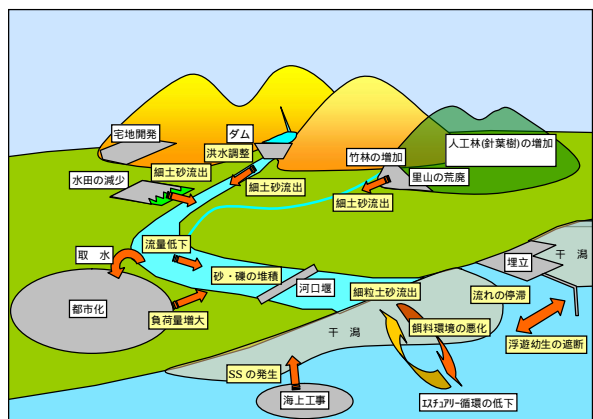 宅地開発
ダム
洪水調整
人工林(針葉樹)の増加
竹林の増加
里山の荒廃
水田の減少
細土砂流出
細土砂流出
細土砂流出
流量低下
取 水
砂・礫の堆積
河口堰
細粒土砂流出
干 潟
埋立
流れの停滞
都市化
負荷量増大
干 潟
餌料環境の悪化
浮遊幼生の遮断
SSの発生
海上工事
エスチュアリー循環の低下